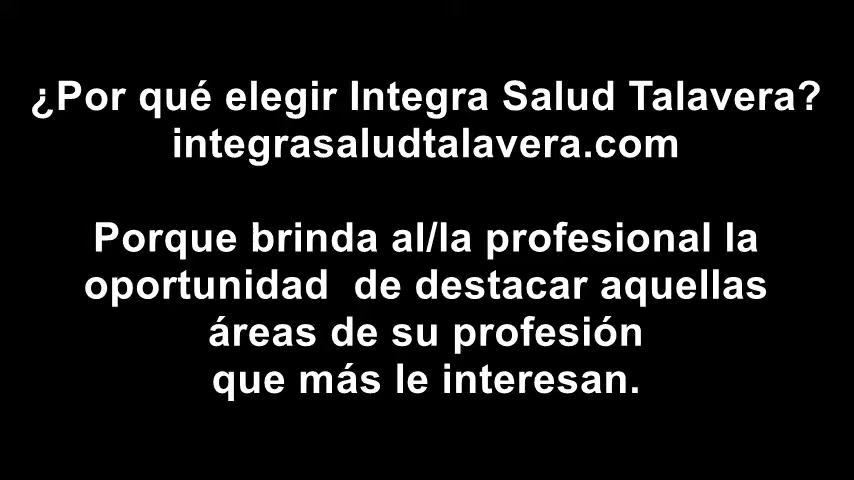 ¿Por qué elegir Integra Salud Talavera?
integrasaludtalavera.com
Porque brinda al/la profesional la
oportunidad  de destacar aquellas
áreas de su profesión
que más le interesan.